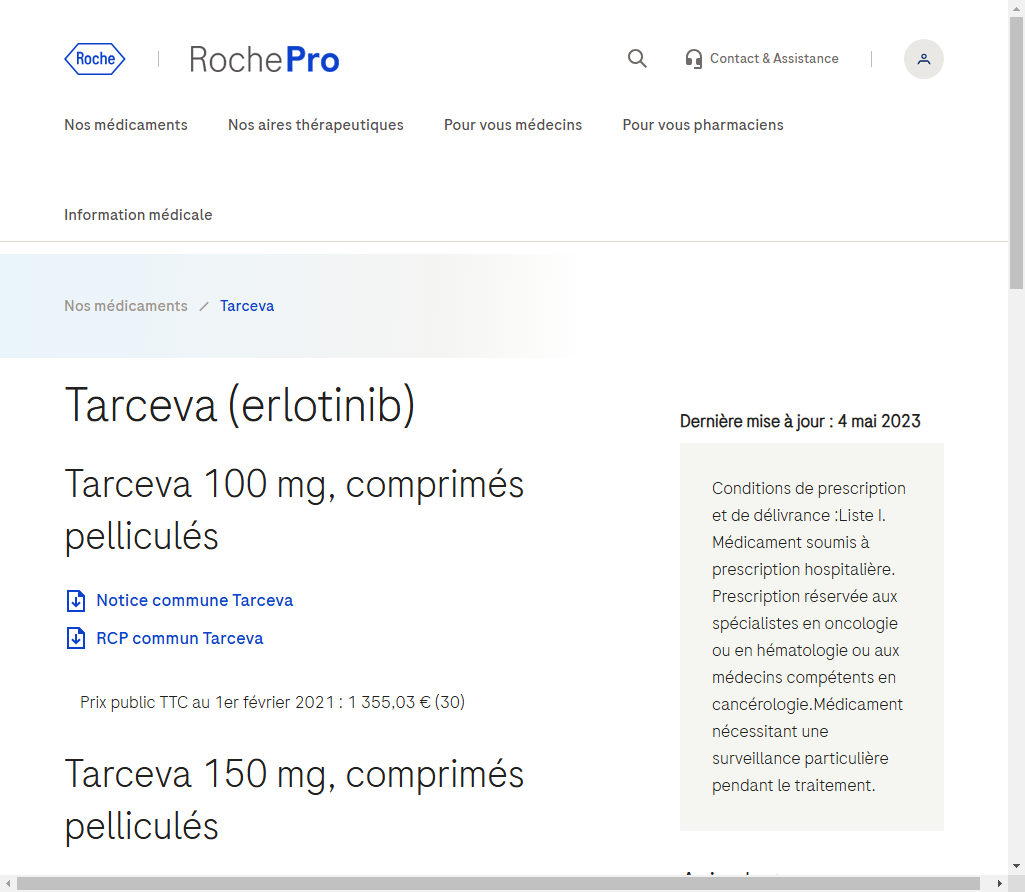 Roche
RochePro
Contact & Assistance
Nos médicaments
Nos aires thérapeutiques
Pour vous médecins
Pour vous pharmaciens
Information médicale
Nos médicaments / Tarceva
Tarceva (erlotinib)
Dernière mise à jour : 4 mai 2023
Tarceva 100 mg, comprimés
pelliculés
Notice commune Tarceva
RCP commun Tarceva
Prix public TTC au 1er février 2021 : 1 355,03 € (30)
Tarceva 150 mg, comprimés
pelliculés
Conditions de prescription
et de délivrance :Liste I.
Médicament soumis à
prescription hospitalière.
Prescription réservée aux
spécialistes en oncologie
ou en hématologie ou aux
médecins compétents en
cancérologie.Médicament
nécessitant une
surveillance particulière
pendant le traitement.